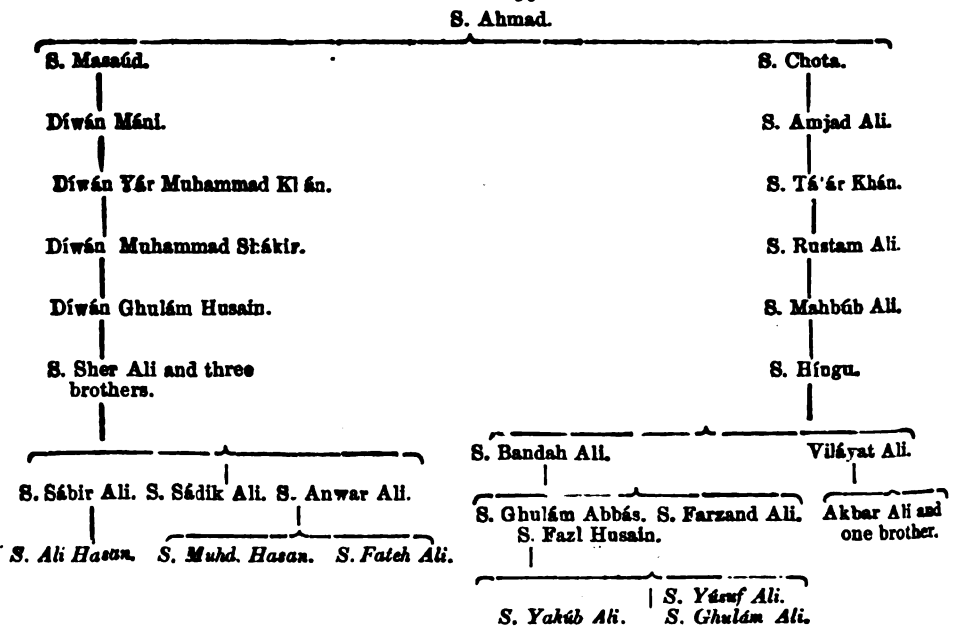 S. Ahmad.
S. Masaúd. S. Chota.
Díwán Máni. S. Amjad Ali.
Díwán Yár Muhammad Khán. S. Tá'ár Khán.
Díwán Muhammad Shákir. S. Rustam Ali.
Díwán Ghulám Husain. S. Mahbúb Ali.
S. Sher Ali and three S. Híngu.
brothers.
S. Bandah Ali. Viláyat Ali.
S. Sábir Ali. S. Sádik Ali. S. Anwar Ali. S. Ghulám Abbás. S. Farzand Ali. Akbar Ali and
S. Fazl Husain. one brother.
S. Ali Hasan. S. Muhd. Hasan. S. Fateh Ali.
S. Yúsuf Ali.
S. Yakúb Ali. S. Ghulám Ali.